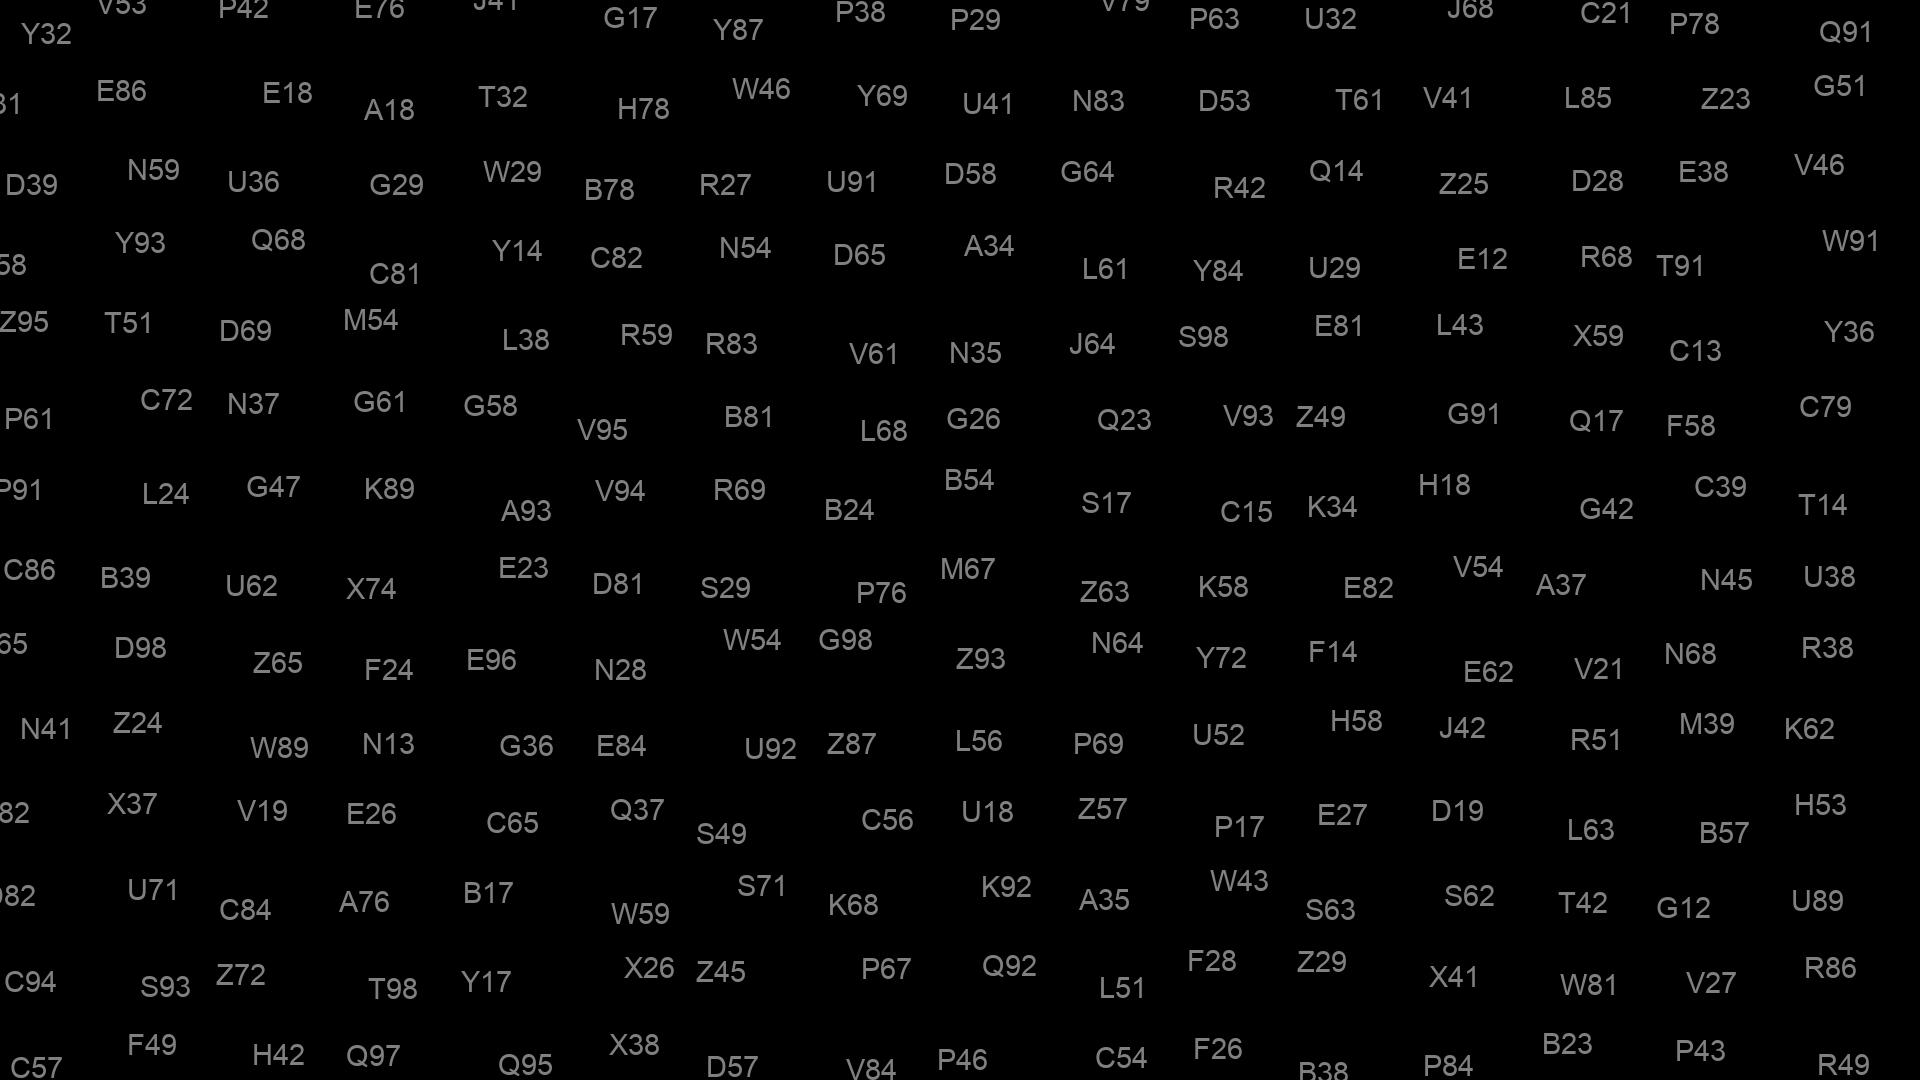 Y32 V53 P42 E76 J41 G17 Y87 P38 P29 V79 P63 U32 J68 C21 P78 Q91
E86 E18 A18 T32 H78 W46 Y69 U41 N83 D53 T61 V41 L85 Z23 G51
D39 N59 U36 G29 W29 B78 R27 U91 D58 G64 R42 Q14 Z25 D28 E38 V46
58 Y93 Q68 C81 Y14 C82 N54 D65 A34 L61 Y84 U29 E12 R68 T91 W91
Z95 T51 D69 M54 L38 R59 R83 V61 N35 J64 S98 E81 L43 X59 C13 Y36
P61 C72 N37 G61 G58 V95 B81 L68 G26 Q23 V93 Z49 G91 Q17 F58 C79
P91 L24 G47 K89 A93 V94 R69 B24 B54 S17 C15 K34 H18 G42 C39 T14
C86 B39 U62 X74 E23 D81 S29 P76 M67 Z63 K58 E82 V54 A37 N45 U38
65 D98 Z65 F24 E96 N28 W54 G98 Z93 N64 Y72 F14 E62 V21 N68 R38
N41 Z24 W89 N13 G36 E84 U92 Z87 L56 P69 U52 H58 J42 R51 M39 K62
82 X37 V19 E26 C65 Q37 S49 C56 U18 Z57 P17 E27 D19 L63 B57 H53
82 U71 C84 A76 B17 W59 S71 K68 K92 A35 W43 S63 S62 T42 G12 U89
C94 S93 Z72 T98 Y17 X26 Z45 P67 Q92 L51 F28 Z29 X41 W81 V27 R86
C57 F49 H42 Q97 Q95 X38 D57 V84 P46 C54 F26 B38 P84 B23 P43 R49